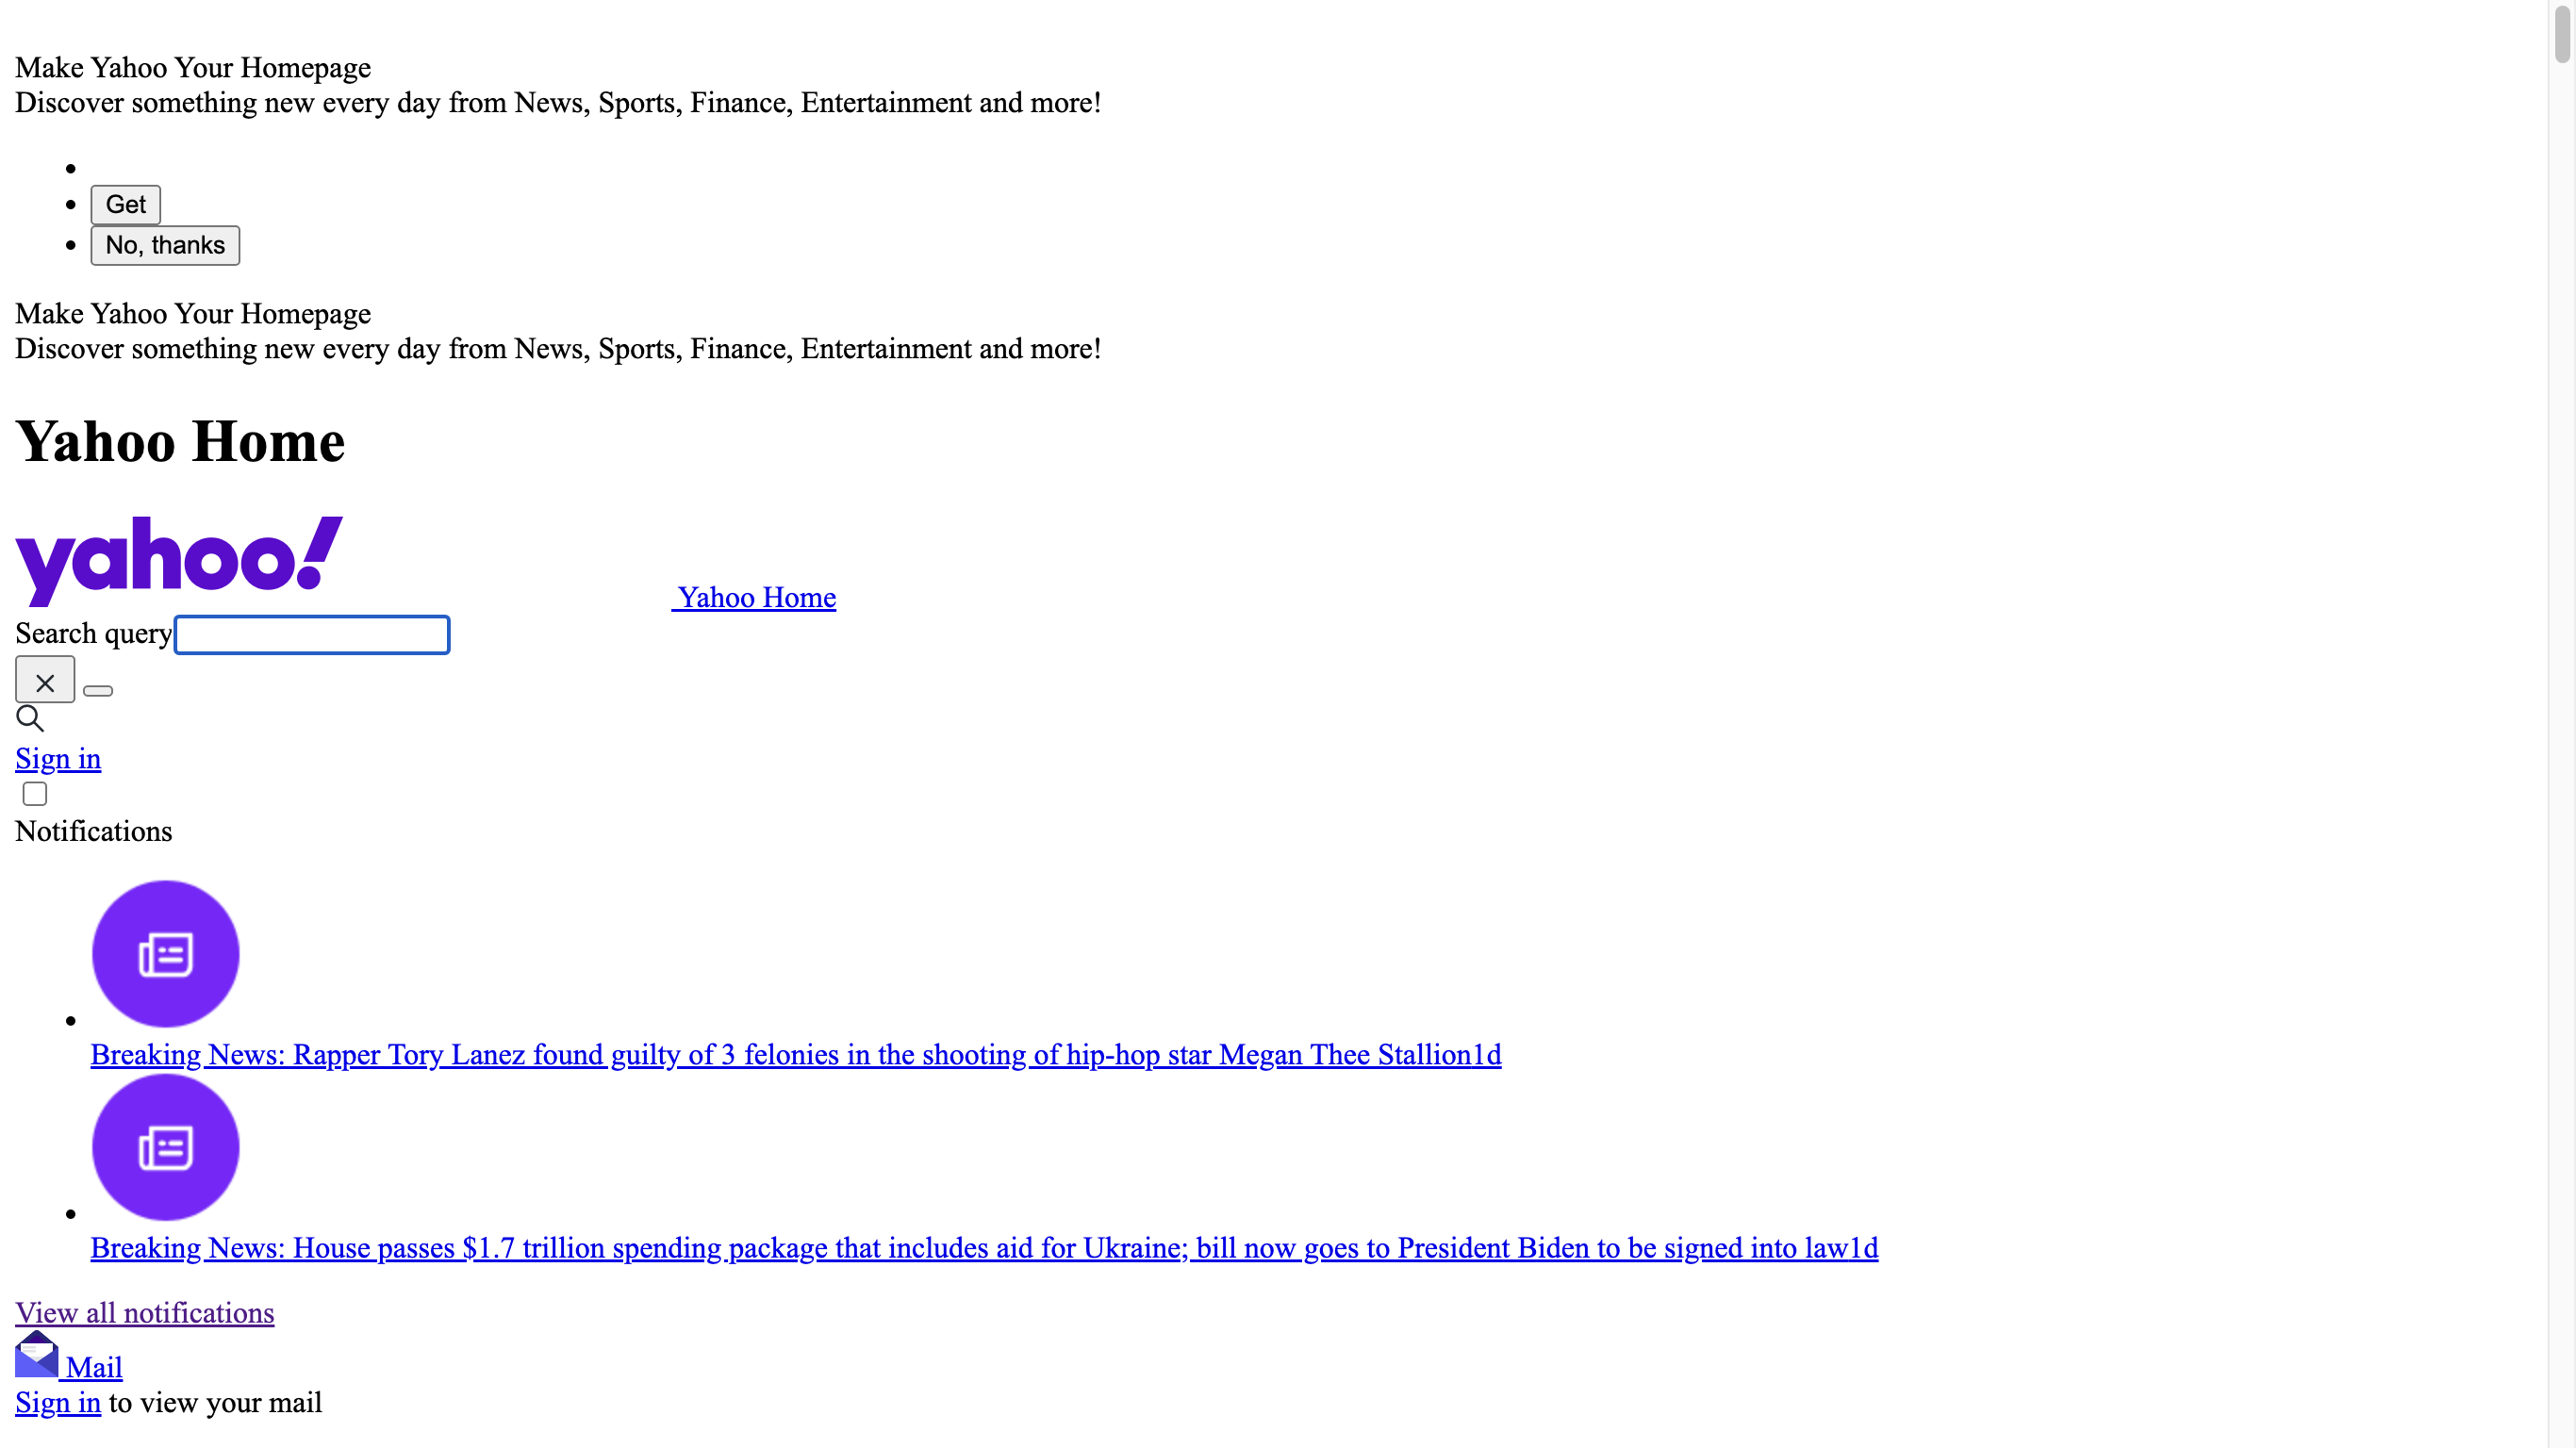 Make Yahoo Your Homepage
Discover something new every day from News, Sports, Finance, Entertainment and more!
Get
No, thanks
Make Yahoo Your Homepage
Discover something new every day from News, Sports, Finance, Entertainment and more!
Yahoo Home
yahoo! Yahoo Home
Search query
Sign in
Notifications
Breaking News: Rapper Tory Lanez found guilty of 3 felonies in the shooting of hip-hop star Megan Thee Stallion1d
Breaking News: House passes $1.7 trillion spending package that includes aid for Ukraine; bill now goes to President Biden to be signed into law1d
View all notifications
Mail
Sign in to view your mail